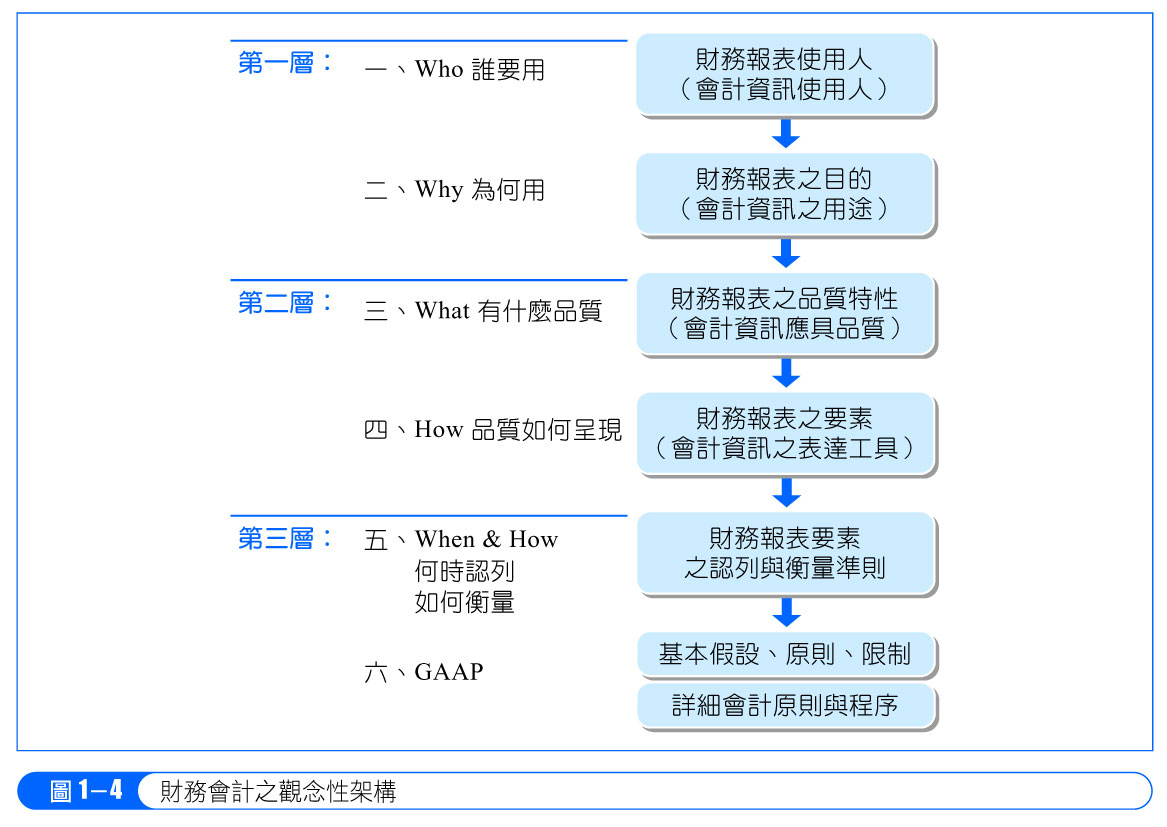 第一層：
一、Who 誰要用
財務報表使用人
（會計資訊使用人）
二、Why 為何用
財務報表之目的
（會計資訊之用途）
第二層：
三、What 有什麼品質
財務報表之品質特性
（會計資訊應具品質）
四、How 品質如何呈現
財務報表之要素
（會計資訊之表達工具）
第三層：
五、When & How
何時認列
如何衡量
財務報表要素
之認列與衡量準則
六、GAAP
基本假設、原則、限制
詳細會計原則與程序
圖 1－4 財務會計之觀念性架構